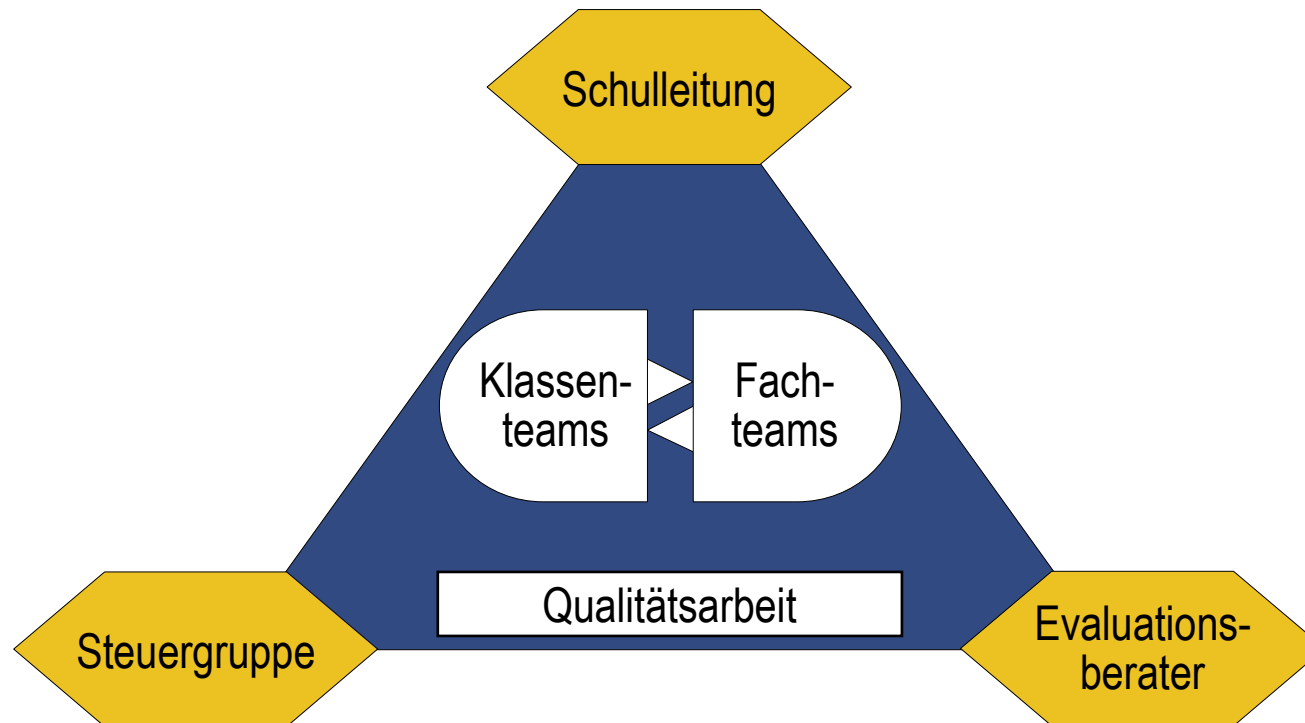 Schulleitung
Klassen-
teams
Fach-
teams
Qualitätsarbeit
Steuergruppe
Evaluations-
berater